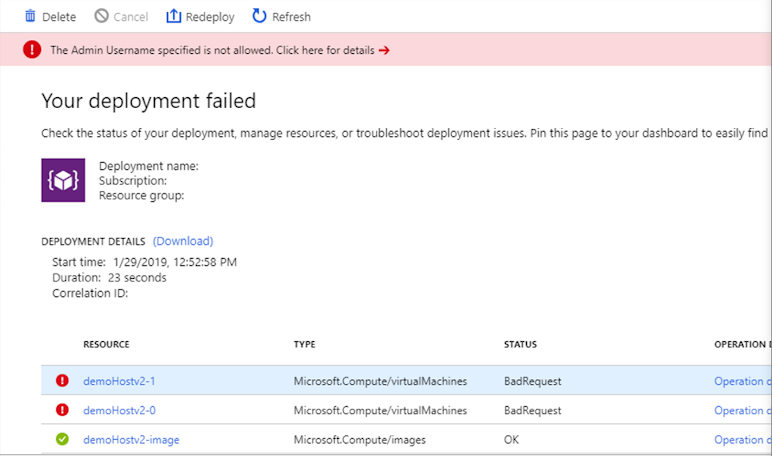 Delete Cancel Redeploy Refresh
The Admin Username specified is not allowed. Click here for details
Your deployment failed
Check the status of your deployment, manage resources, or troubleshoot deployment issues. Pin this page to your dashboard to easily find
Deployment name:
Subscription:
Resource group:
DEPLOYMENT DETAILS (Download)
Start time: 1/29/2019, 12:52:58 PM
Duration: 23 seconds
Correlation ID:
RESOURCE TYPE STATUS OPERATION
demoHostv2-1 Microsoft.Compute/virtualMachines BadRequest Operation
demoHostv2-0 Microsoft.Compute/virtualMachines BadRequest Operation
demoHostv2-image Microsoft.Compute/images OK Operation